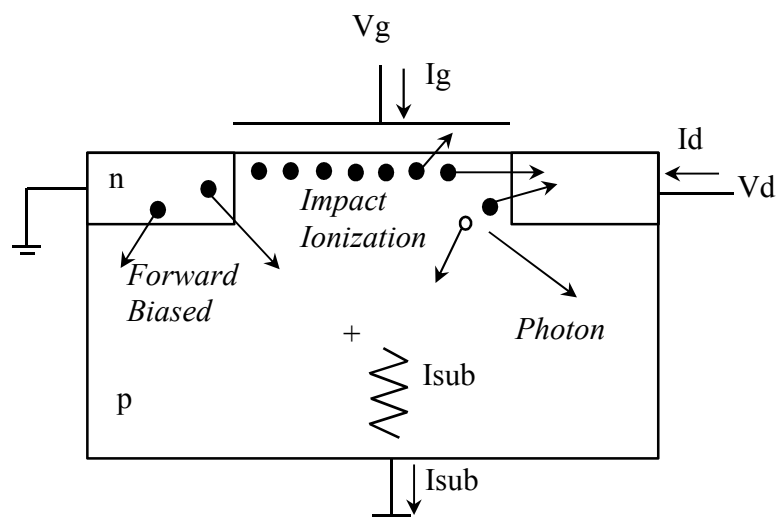 Vg
Ig
Id
Vd
n
Impact
Ionization
Forward
Biased
Photon
+
Isub
p
Isub